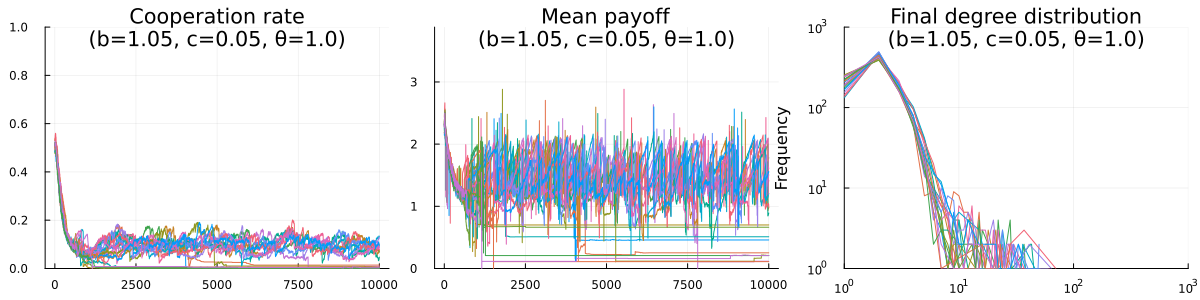 Cooperation rate
(b=1.05, c=0.05, θ=1.0)
1.0
0.8
0.6
0.4
0.2
0.0
0 2500 5000 7500 10000
Mean payoff
(b=1.05, c=0.05, θ=1.0)
3
2
1
0
0 2500 5000 7500 10000
Final degree distribution
(b=1.05, c=0.05, θ=1.0)
Frequency
10³
10²
10¹
10⁰
10⁰ 10¹ 10² 10³